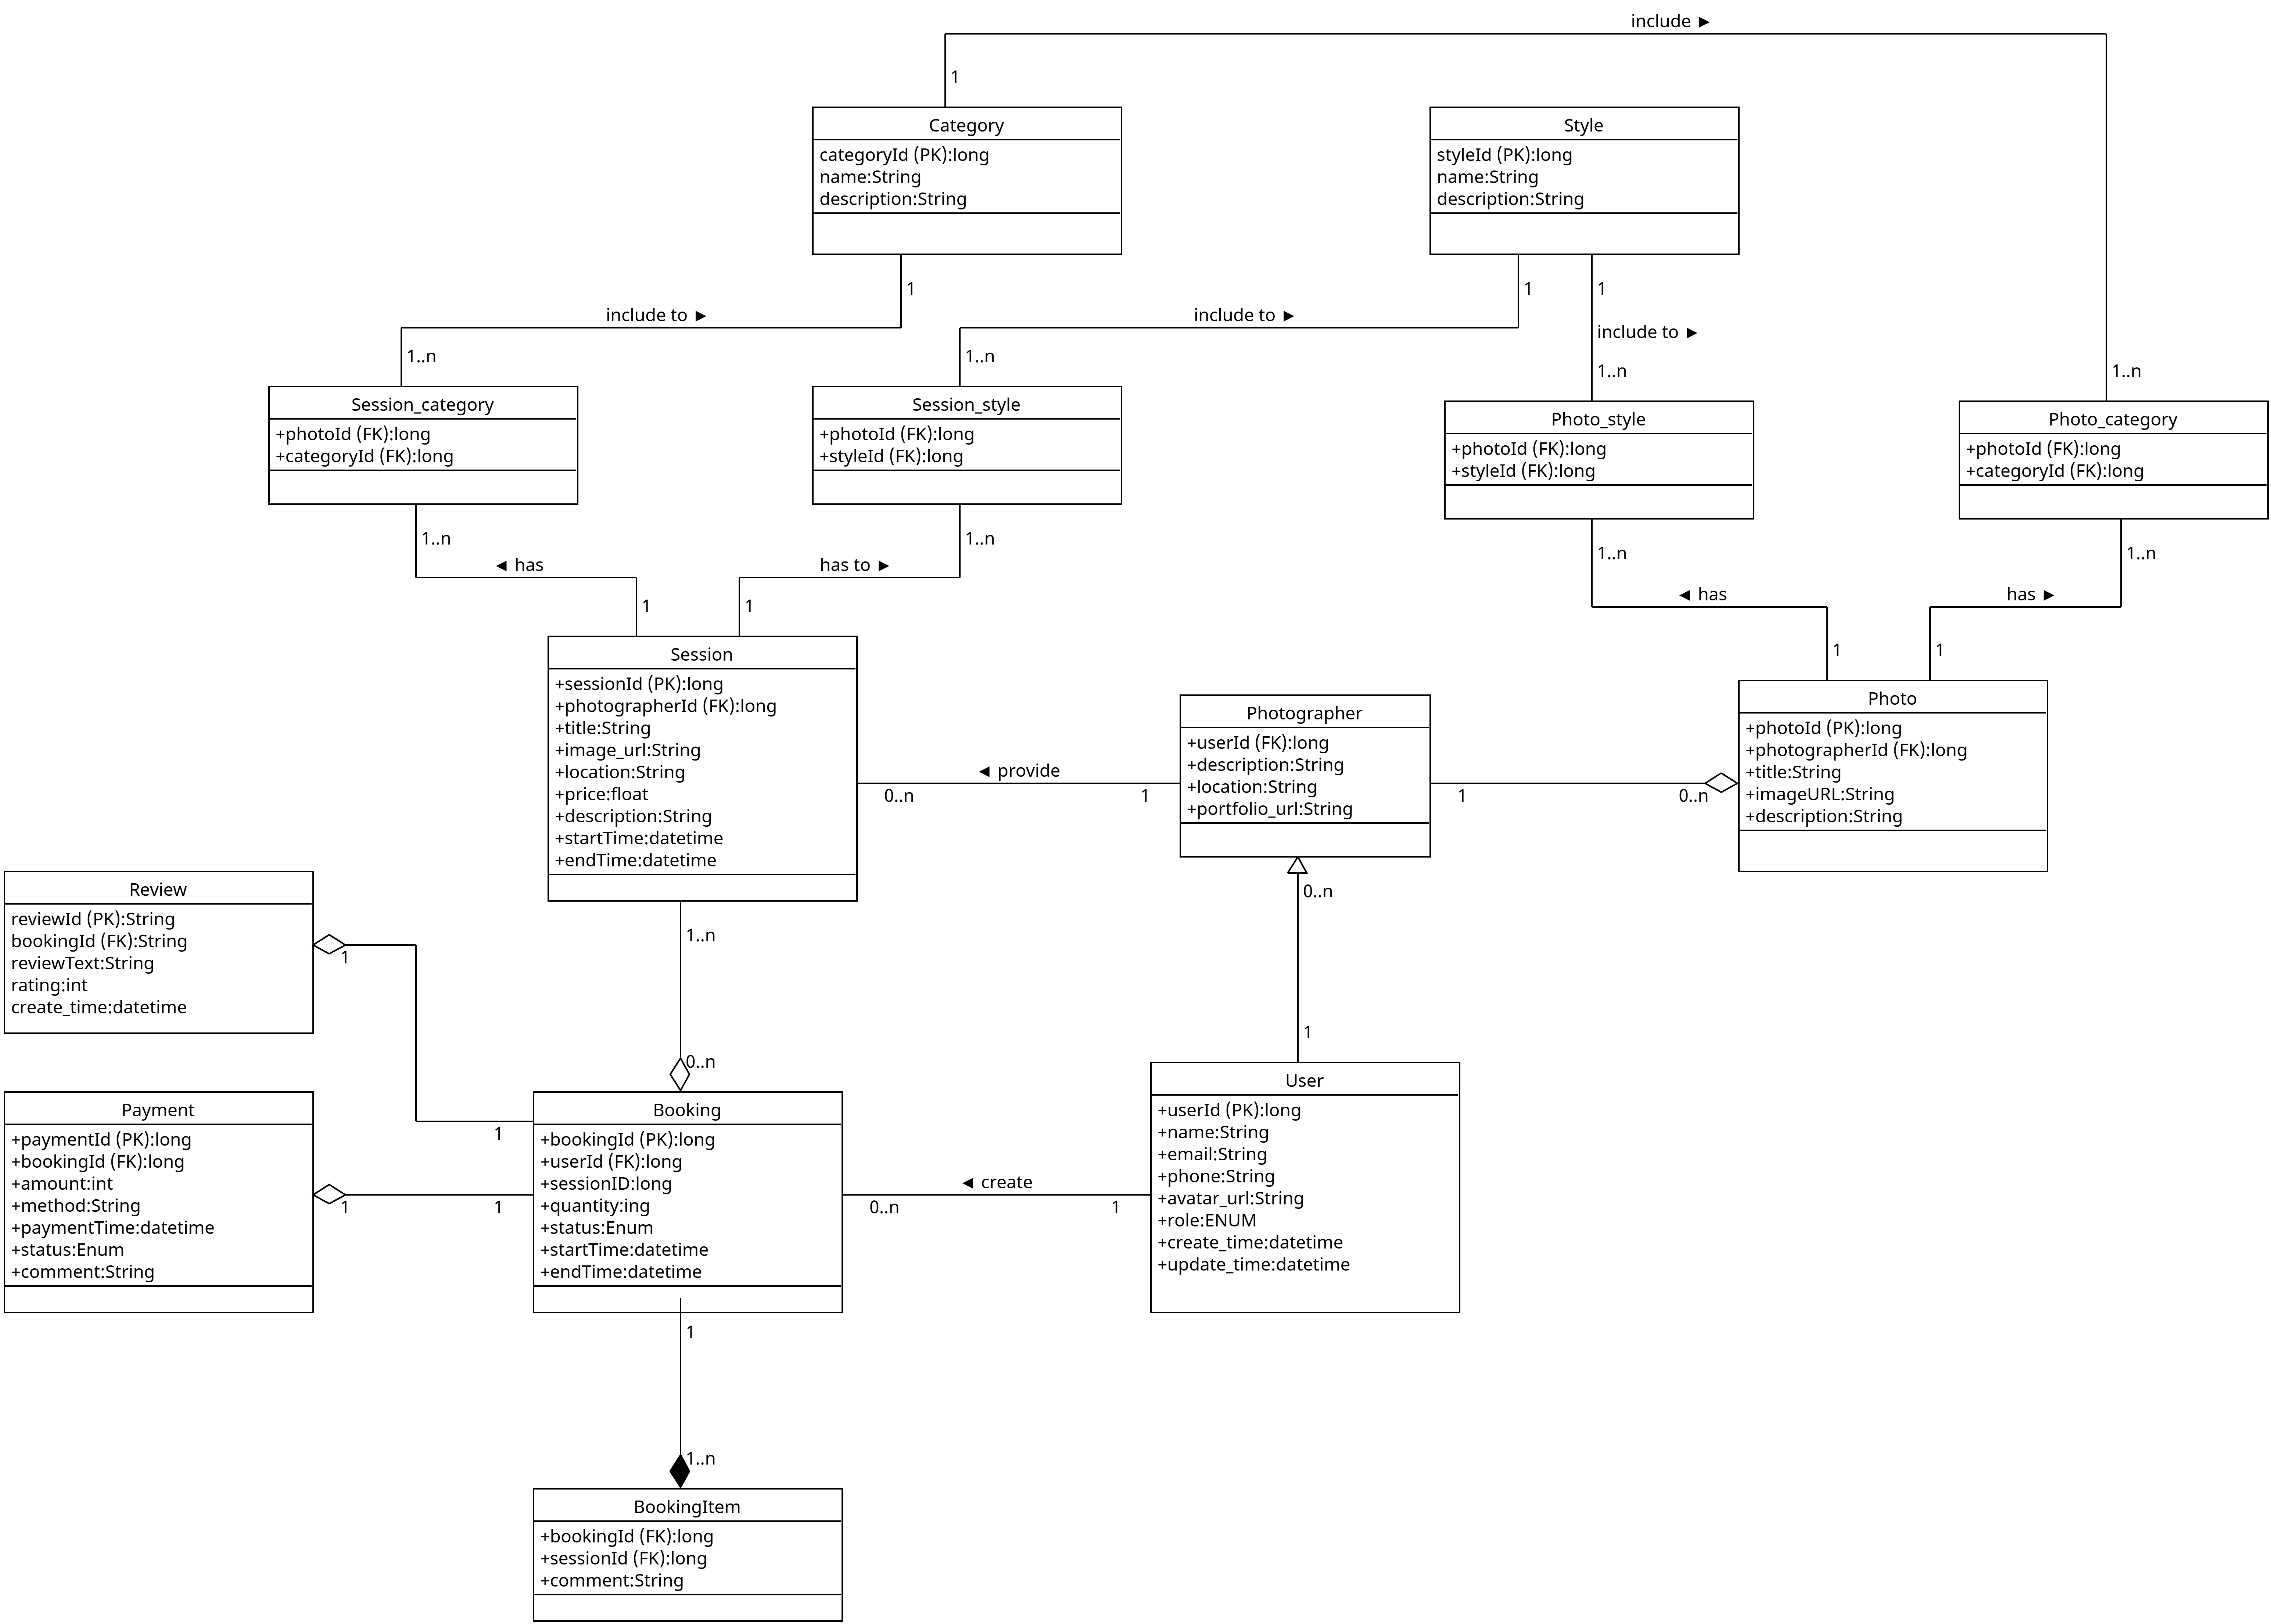 include ►
1
Category
categoryId (PK):long
name:String
description:String
Style
styleId (PK):long
name:String
description:String
1
1
1
include to ►
include to ►
include to ►
1..n
1..n
1..n
1..n
Session_category
+photoId (FK):long
+categoryId (FK):long
Session_style
+photoId (FK):long
+styleId (FK):long
Photo_style
+photoId (FK):long
+styleId (FK):long
Photo_category
+photoId (FK):long
+categoryId (FK):long
1..n
1..n
1..n
1..n
◄ has
has to ►
◄ has
has ►
1
1
1
1
Session
+sessionId (PK):long
+photographerId (FK):long
+title:String
+image_url:String
+location:String
+price:float
+description:String
+startTime:datetime
+endTime:datetime
◄ provide
0..n
1
Photographer
+userId (FK):long
+description:String
+location:String
+portfolio_url:String
1
0..n
Photo
+photoId (PK):long
+photographerId (FK):long
+title:String
+imageURL:String
+description:String
Review
reviewId (PK):String
bookingId (FK):String
reviewText:String
rating:int
create_time:datetime
1
1
1..n
0..n
0..n
1
Payment
+paymentId (PK):long
+bookingId (FK):long
+amount:int
+method:String
+paymentTime:datetime
+status:Enum
+comment:String
1
1
Booking
+bookingId (PK):long
+userId (FK):long
+sessionID:long
+quantity:ing
+status:Enum
+startTime:datetime
+endTime:datetime
◄ create
0..n
1
User
+userId (PK):long
+name:String
+email:String
+phone:String
+avatar_url:String
+role:ENUM
+create_time:datetime
+update_time:datetime
1
1..n
BookingItem
+bookingId (FK):long
+sessionId (FK):long
+comment:String